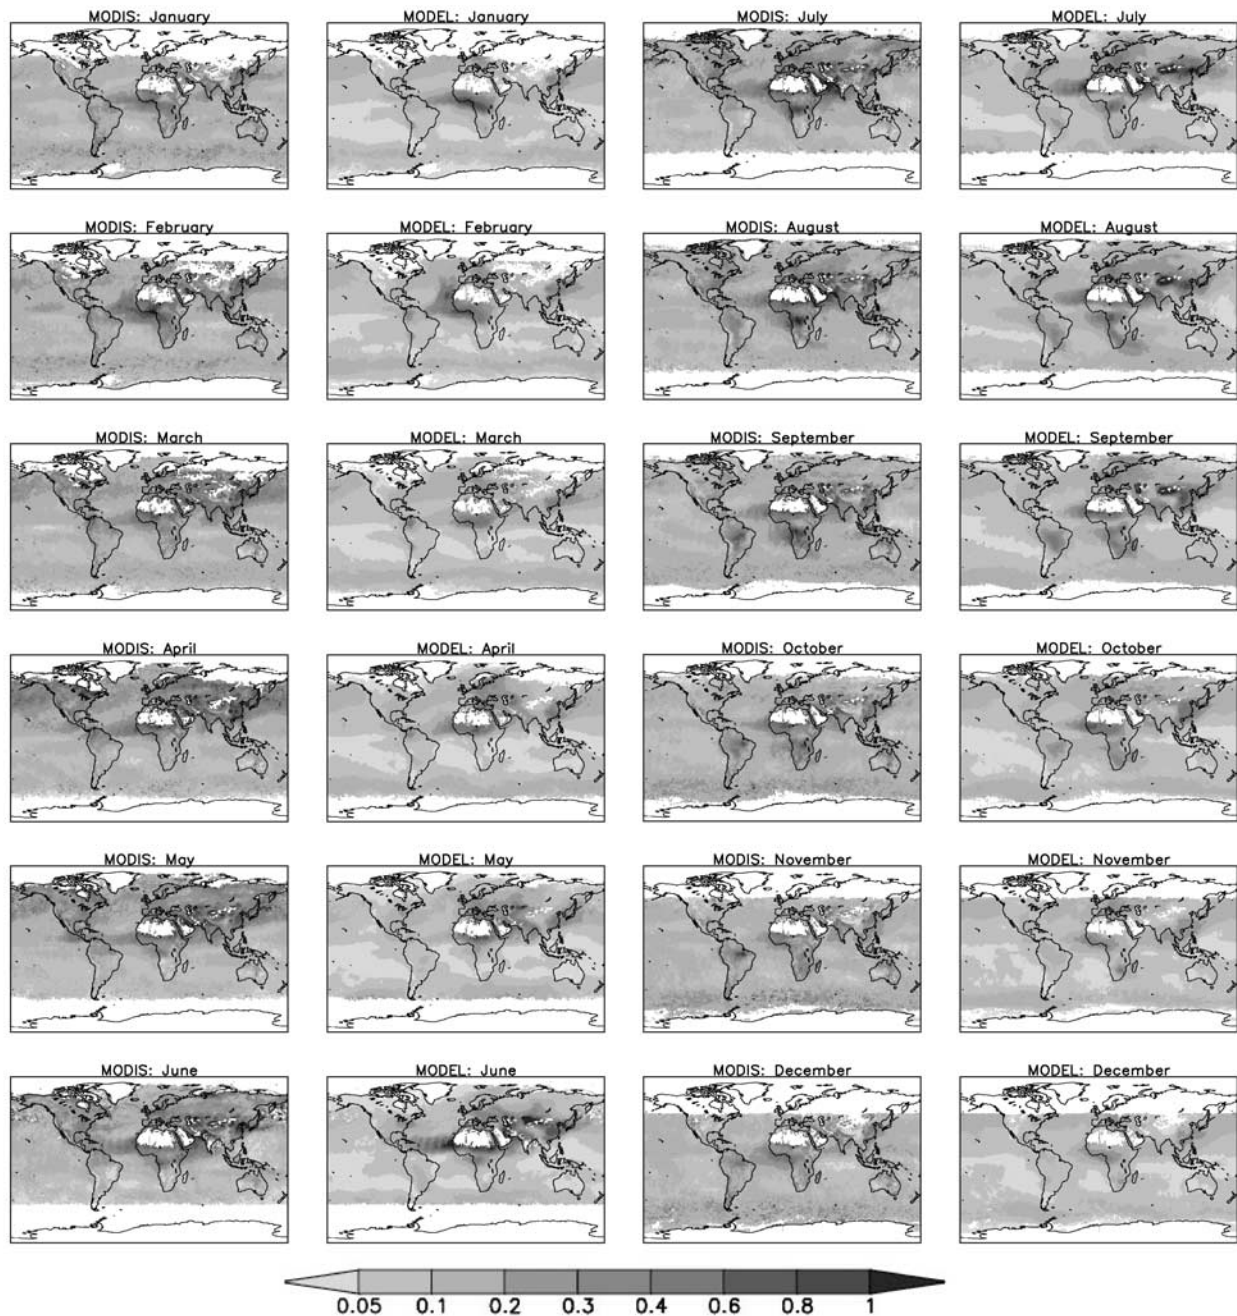 MODIS: January MODEL: January MODIS: July MODEL: July
MODIS: February MODEL: February MODIS: August MODEL: August
MODIS: March MODEL: March MODIS: September MODEL: September
MODIS: April MODEL: April MODIS: October MODEL: October
MODIS: May MODEL: May MODIS: November MODEL: November
MODIS: June MODEL: June MODIS: December MODEL: December
0.05 0.1 0.2 0.3 0.4 0.6 0.8 1